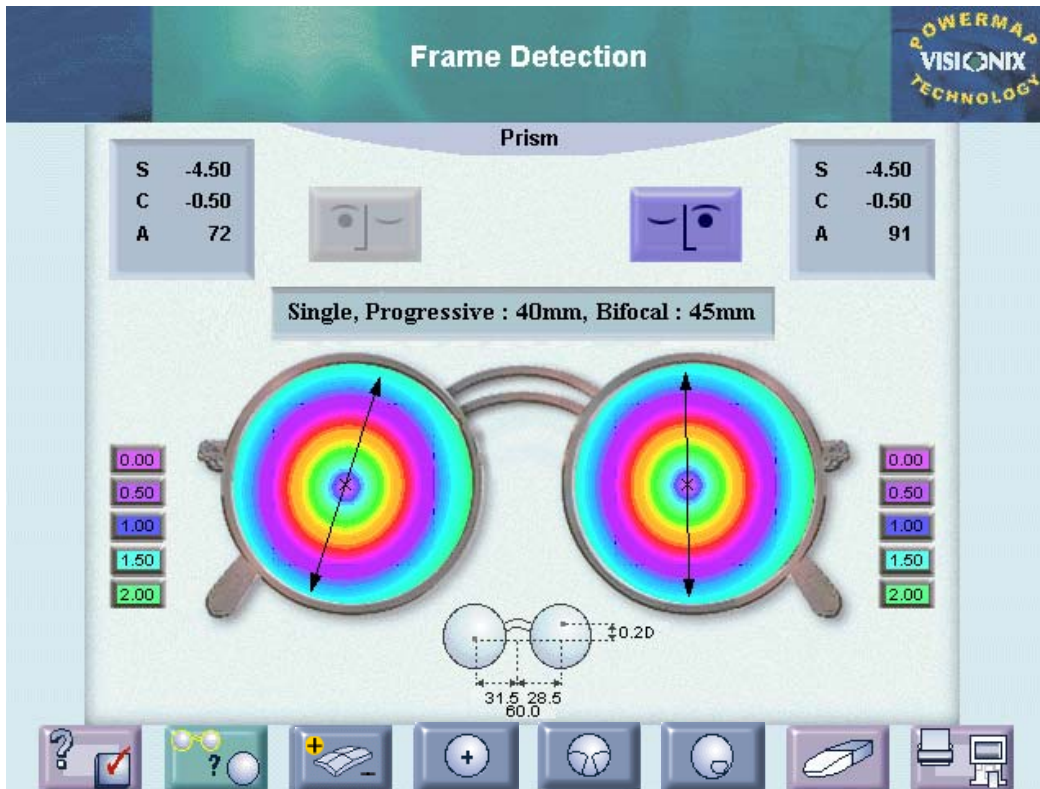 POWERMAP
Frame Detection
VISIONIX
TECHNOLOGY
Prism
S -4.50
C -0.50
A 72
S -4.50
C -0.50
A 91
Single, Progressive : 40mm, Bifocal : 45mm
0.00
0.50
1.00
1.50
2.00
0.00
0.50
1.00
1.50
2.00
0.2D
31.5 28.5
60.0
?
?